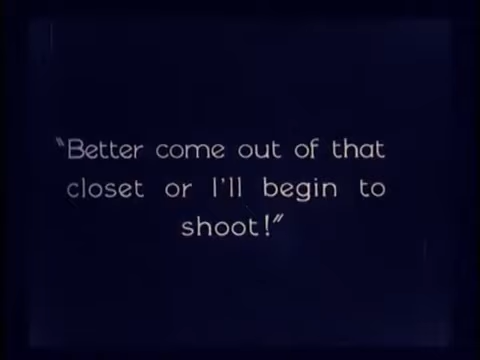 "Better come out of that
closet or I'll begin to
shoot!"